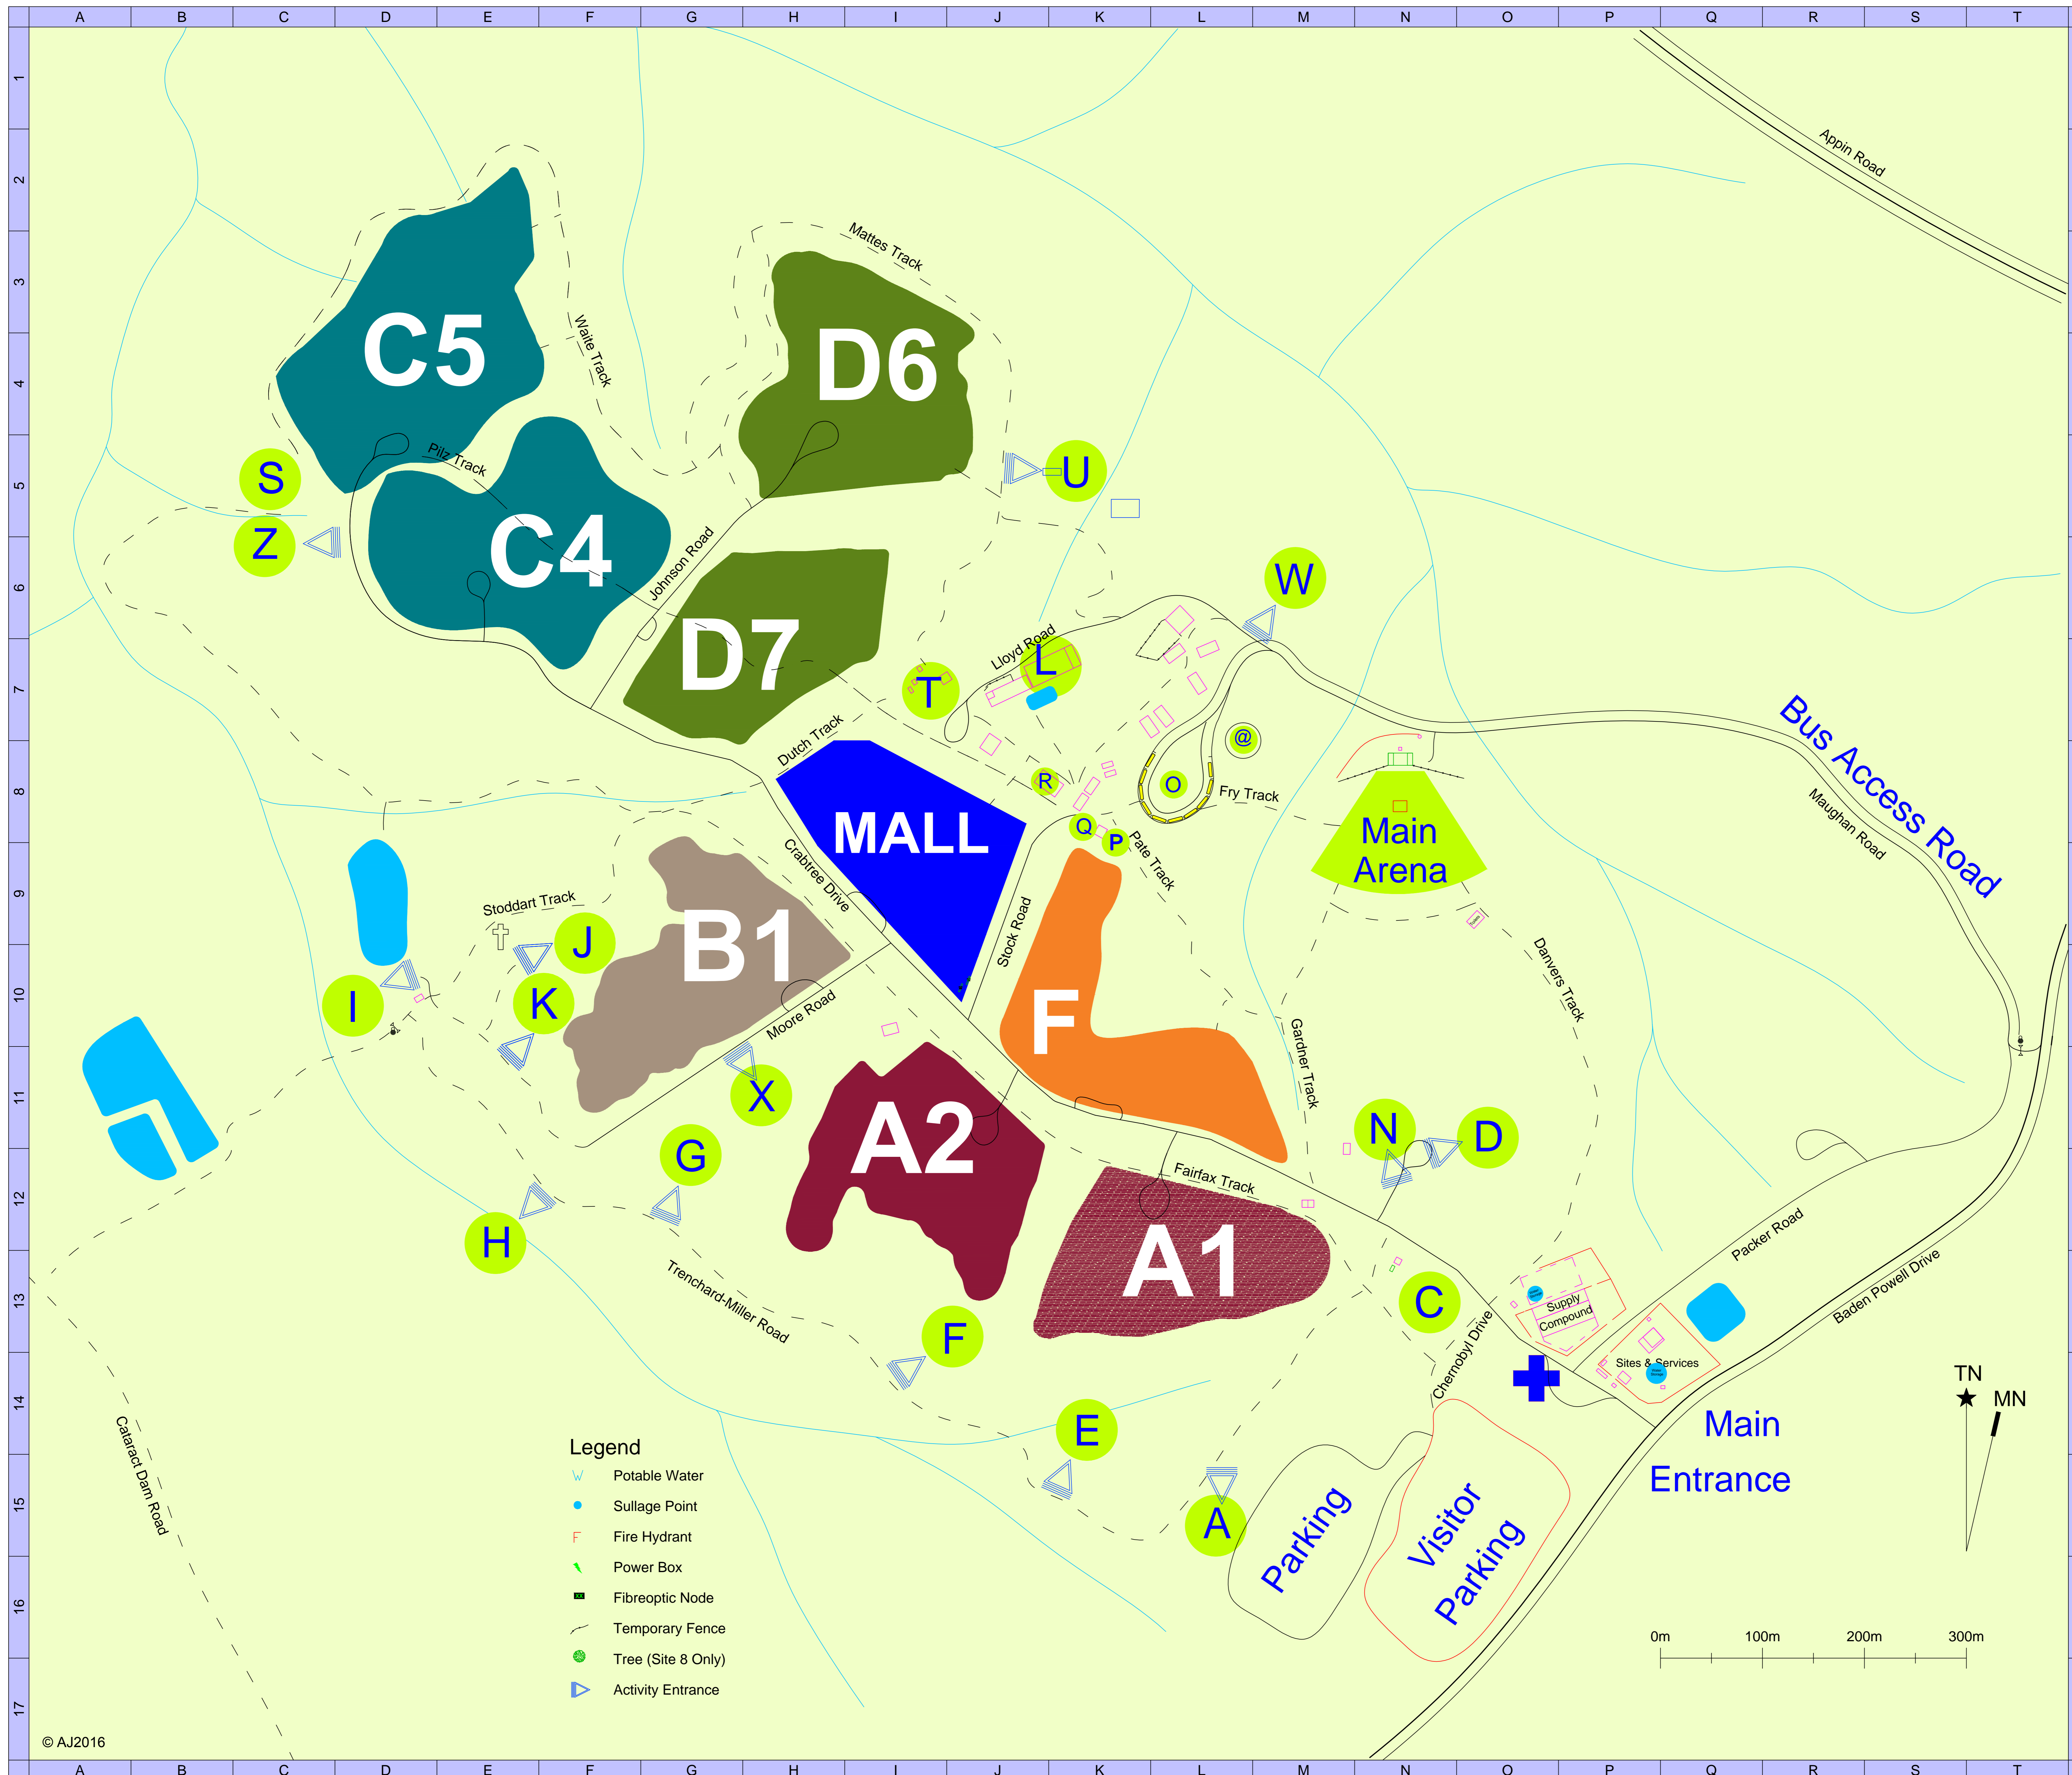 A B C D E F G H I J K L M N O P Q R S T
1
2
3
4
5
6
7
8
9
10
11
12
13
14
15
16
17
Appin Road
Mattes Track
Waite Track
C5
D6
Pilz Track
S
U
Z
C4
Johnson Road
W
D7
Lloyd Road
L
T
Dutch Track
@
Bus Access Road
Maughan Road
R
O
Fry Track
MALL
Q
P
Pate Track
Main
Arena
Crabtree Drive
Stoddart Track
B1
Stock Road
J
I
K
Moore Road
F
Danvers Track
Gardner Track
X
A2
N
D
G
Fairfax Track
H
A1
Packer Road
Trenchard-Miller Road
C
Supply
Compound
Baden Powell Drive
F
Chernobyl Drive
Sites & Services
Cataract Dam Road
E
Main
Entrance
TN
MN
A
Parking
Visitor
Parking
Legend
W Potable Water
Sullage Point
F Fire Hydrant
Power Box
XX Fibreoptic Node
Temporary Fence
Tree (Site 8 Only)
Activity Entrance
0m 100m 200m 300m
© AJ2016
A B C D E F G H I J K L M N O P Q R S T